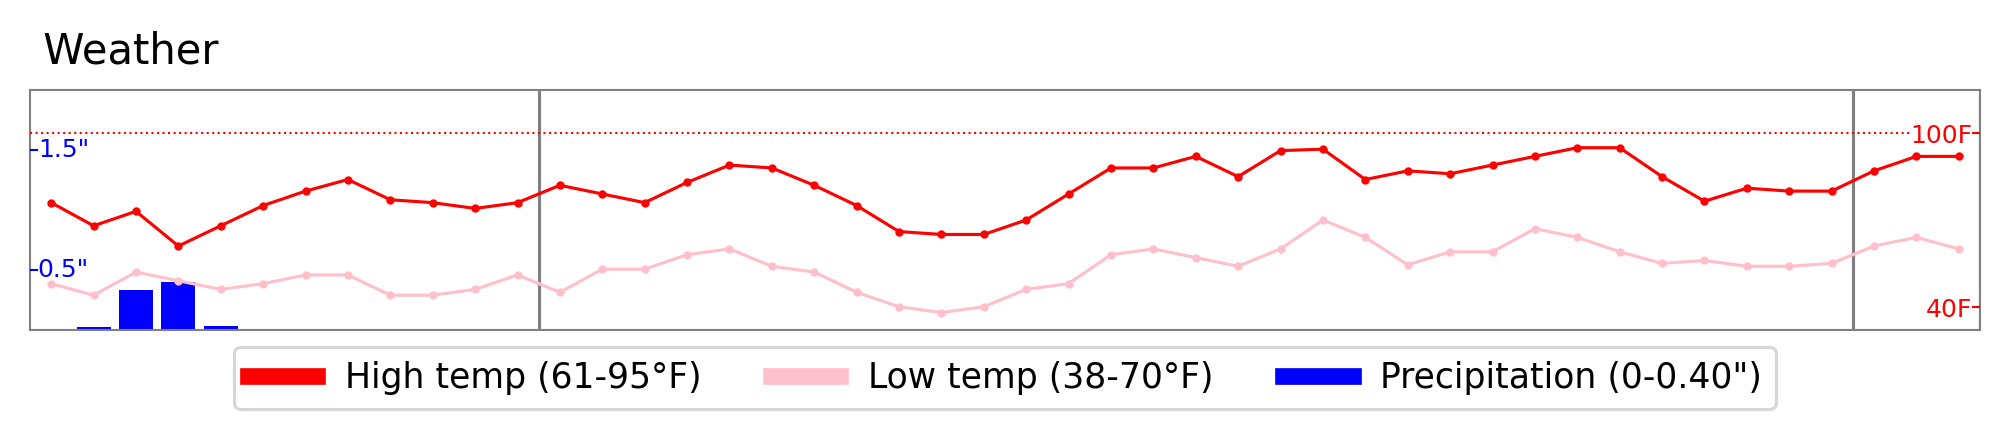 Weather
1.5"
100F
0.5"
40F
High temp (61-95°F) Low temp (38-70°F) Precipitation (0-0.40")